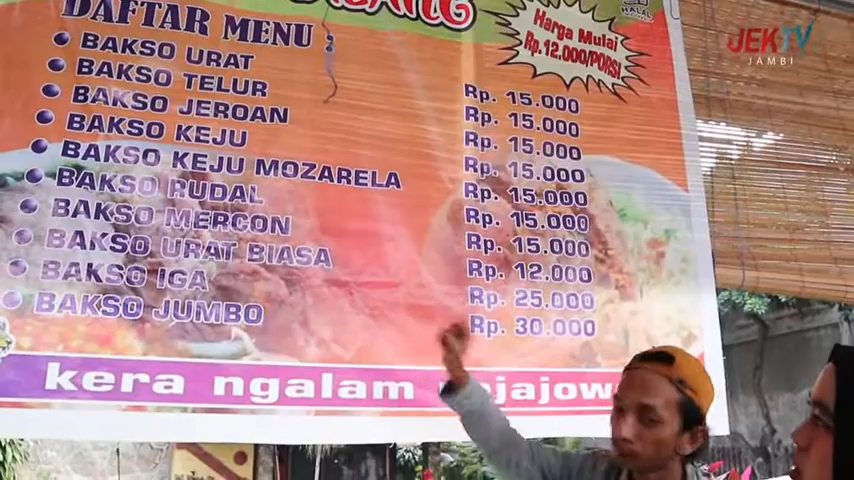 DAFTAR MENU
HALAL
Harga Mulai
Rp.12.000/PORSI
JEKTV
JAMBI
BAKSO URAT Rp. 15.000
BAKSO TELUR Rp. 15.000
BAKSO JEROAN Rp. 15.000
BAKSO KEJU Rp. 15.000
BAKSO KEJU MOZARELA Rp. 15.000
BAKSO RUDAL Rp. 15.000
BAKSO MERCON Rp. 15.000
BAKSO URAT BIASA Rp. 12.000
BAKSO IGA Rp. 25.000
BAKSO JUMBO Rp. 30.000
kera ngalam